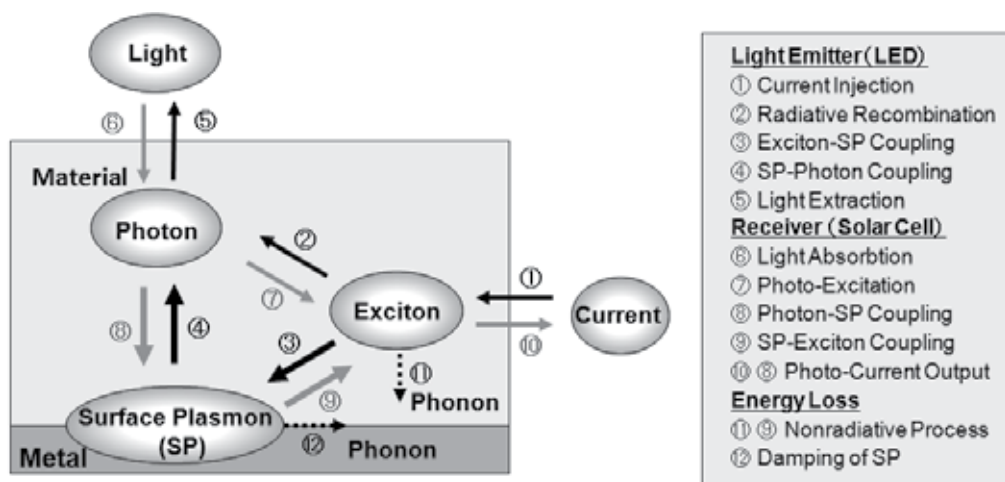 Light
⑥
⑤
Material
Photon
②
⑦
①
Exciton
Current
⑧
④
③
⑩
⑨
⑪
Phonon
Surface Plasmon
(SP)
⑫
Phonon
Metal
Light Emitter (LED)
① Current Injection
② Radiative Recombination
③ Exciton-SP Coupling
④ SP-Photon Coupling
⑤ Light Extraction
Receiver (Solar Cell)
⑥ Light Absorbtion
⑦ Photo-Excitation
⑧ Photon-SP Coupling
⑨ SP-Exciton Coupling
⑩ ⑧ Photo-Current Output
Energy Loss
⑪ ⑨ Nonradiative Process
⑫ Damping of SP